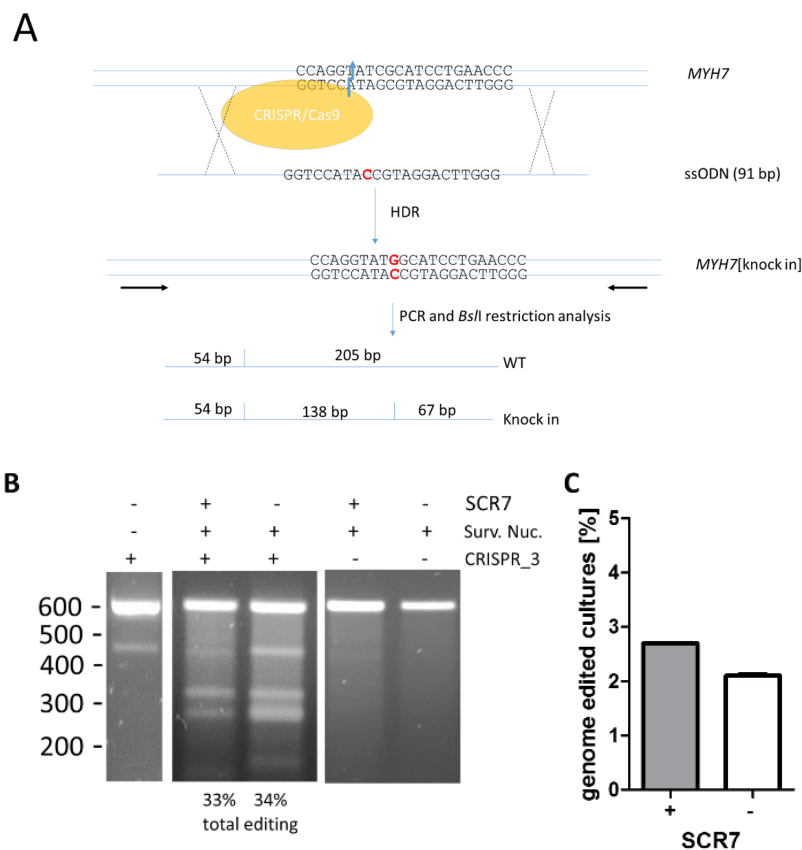 A
CCAGGTATCGCATCCTGAACCC
GGTCCATAGCGTAGGACTTGGG
MYH7
CRISPR/Cas9
GGTCCATACCGTAGGACTTGGG
ssODN (91 bp)
HDR
CCAGGTATGGCATCCTGAACCC
GGTCCATACCGTAGGACTTGGG
MYH7[knock in]
PCR and BslI restriction analysis
54 bp 205 bp
WT
54 bp 138 bp 67 bp
Knock in
B
- + - + - SCR7
- + + + + Surv. Nuc.
+ + + - - CRISPR_3
600 -
500 -
400 -
300 -
200 -
33% 34%
total editing
C
genome edited cultures [%]
5
4
3
2
1
0
+ -
SCR7